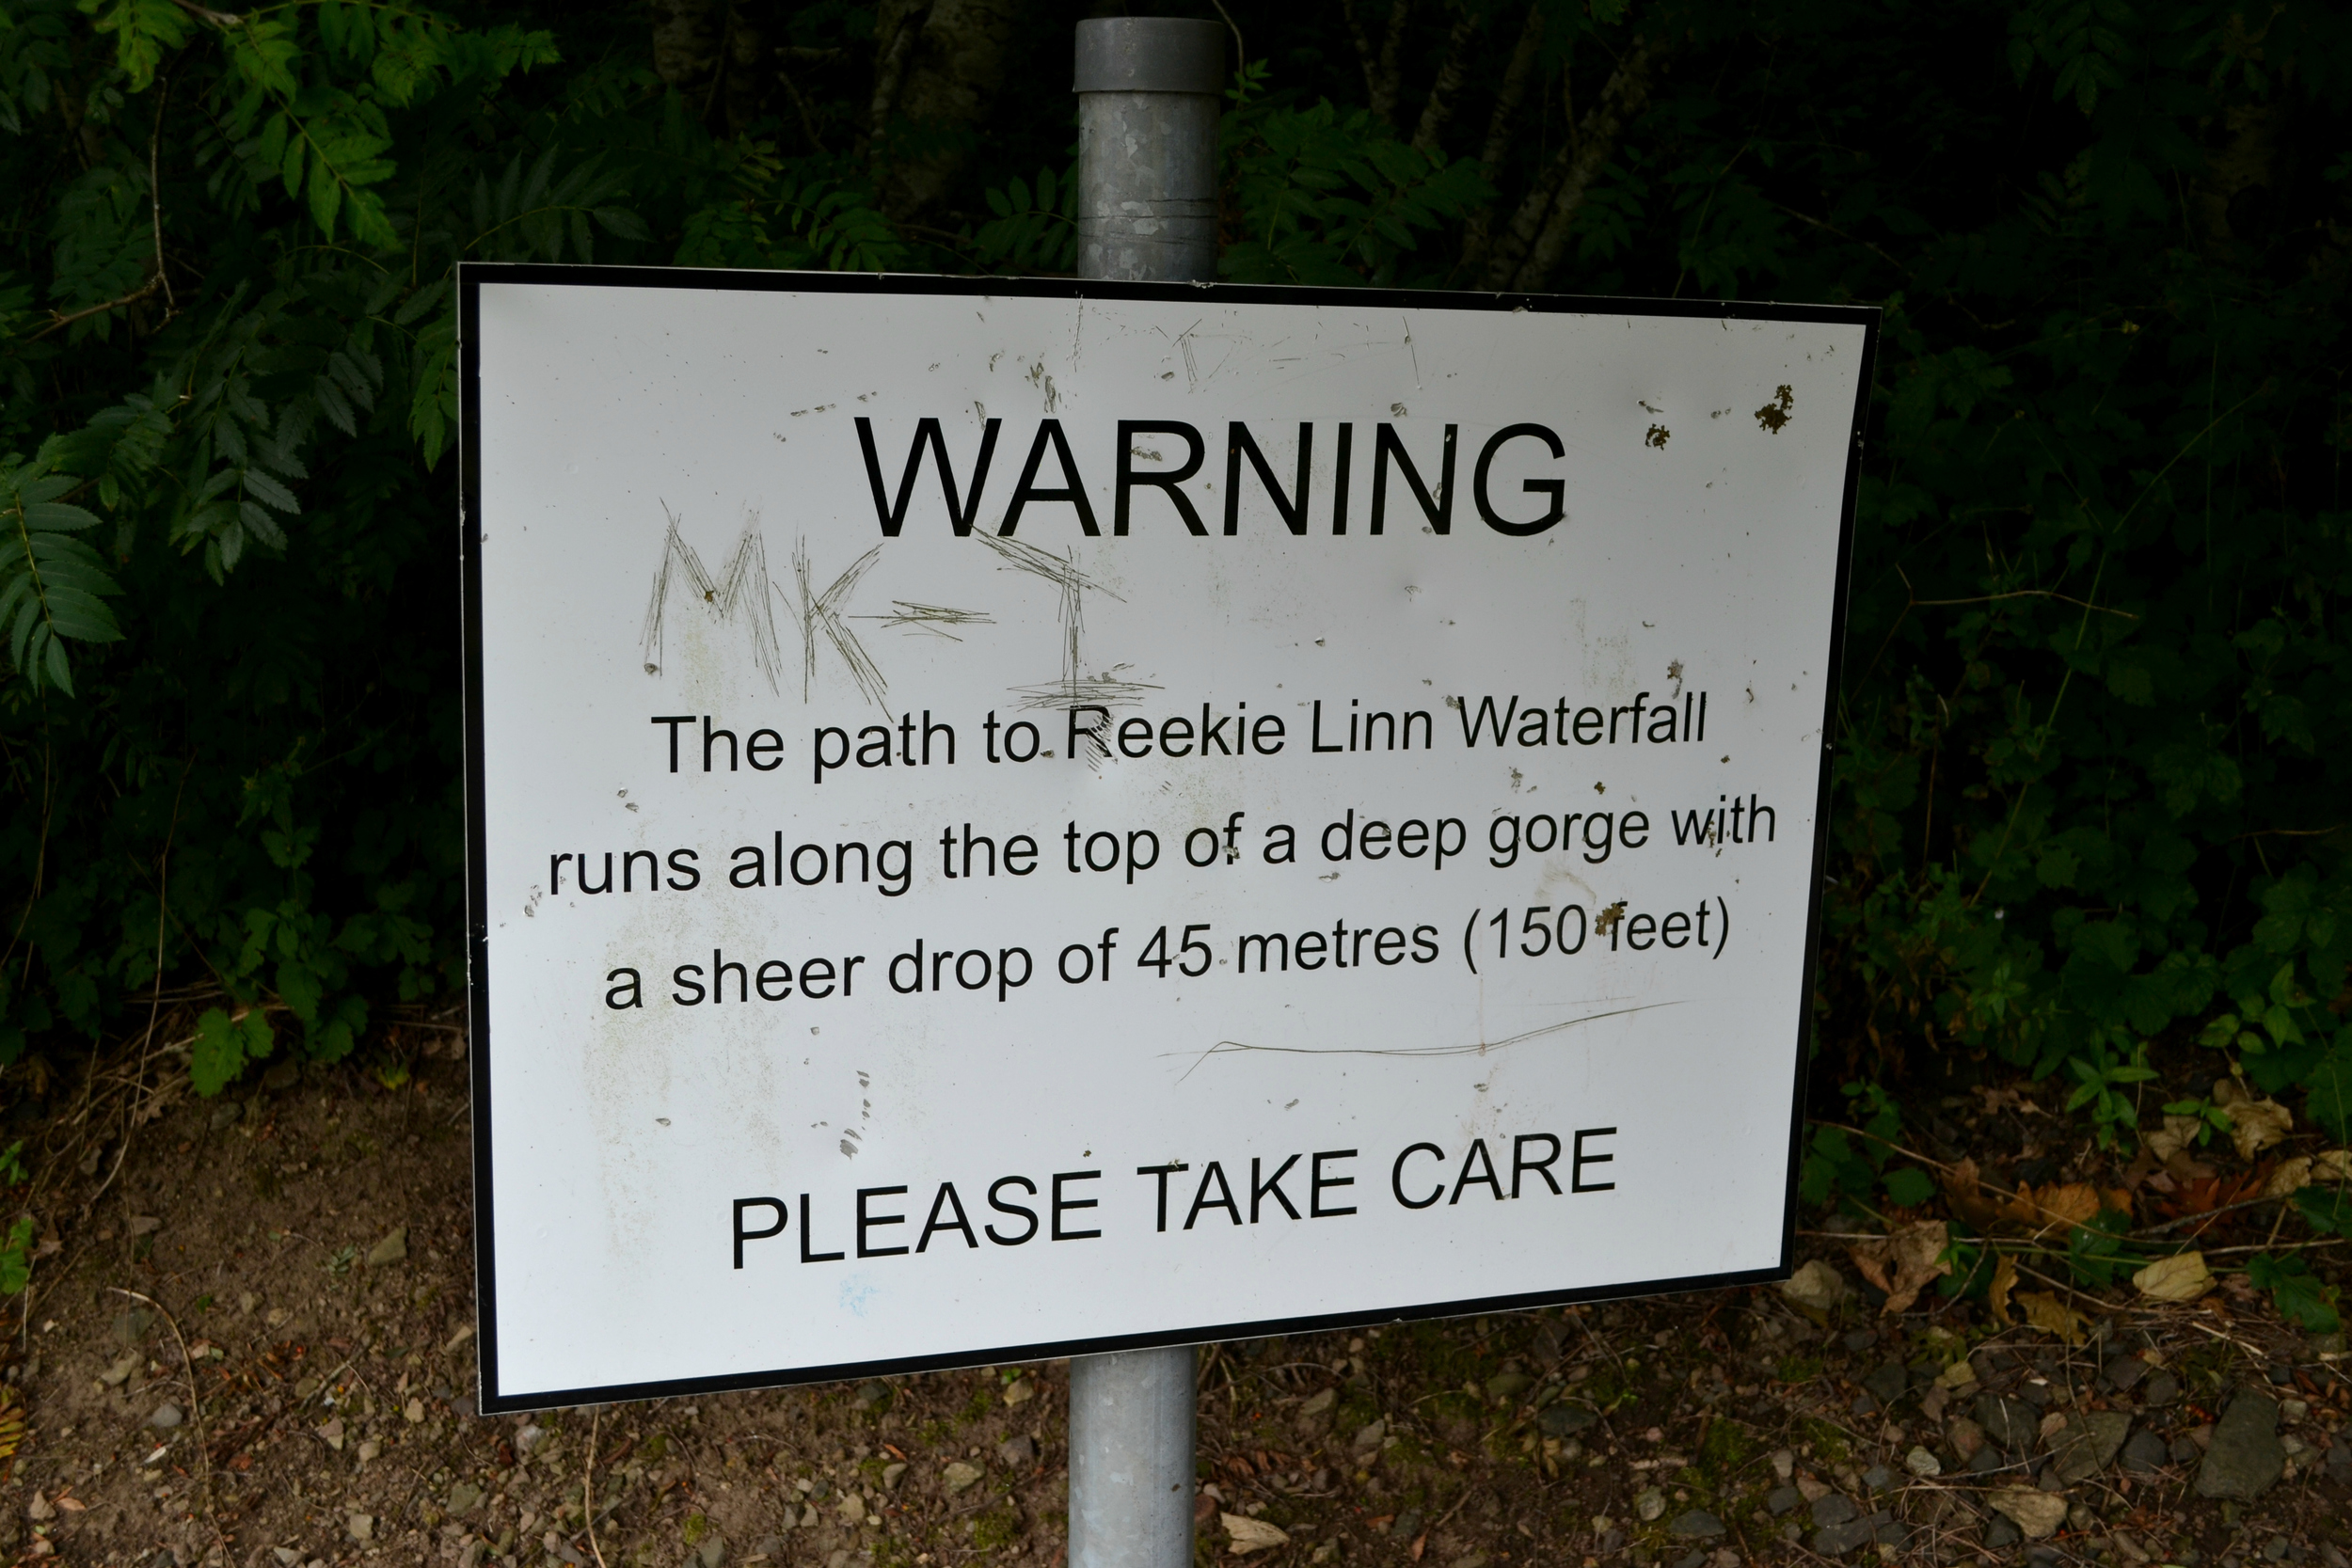 WARNING
MK-I
The path to Reekie Linn Waterfall
runs along the top of a deep gorge with
a sheer drop of 45 metres (150 feet)
PLEASE TAKE CARE